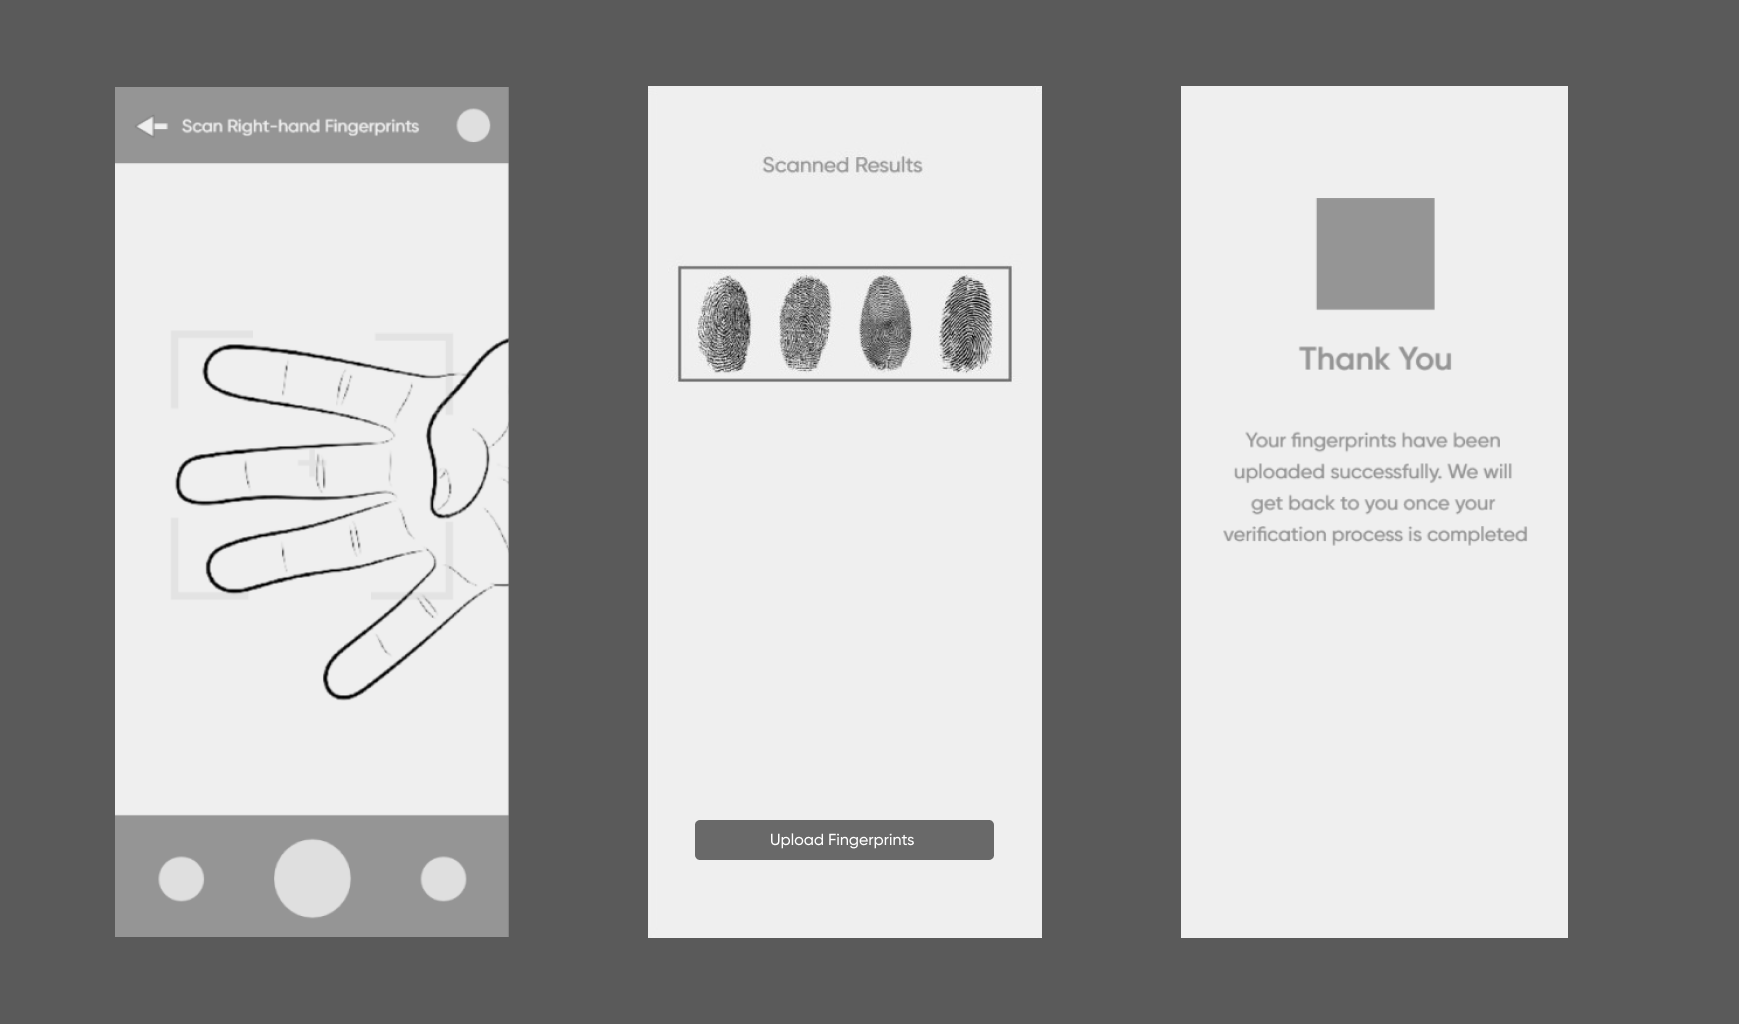 Scan Right-hand Fingerprints
Scanned Results
Upload Fingerprints
Thank You
Your fingerprints have been
uploaded successfully. We will
get back to you once your
verification process is completed